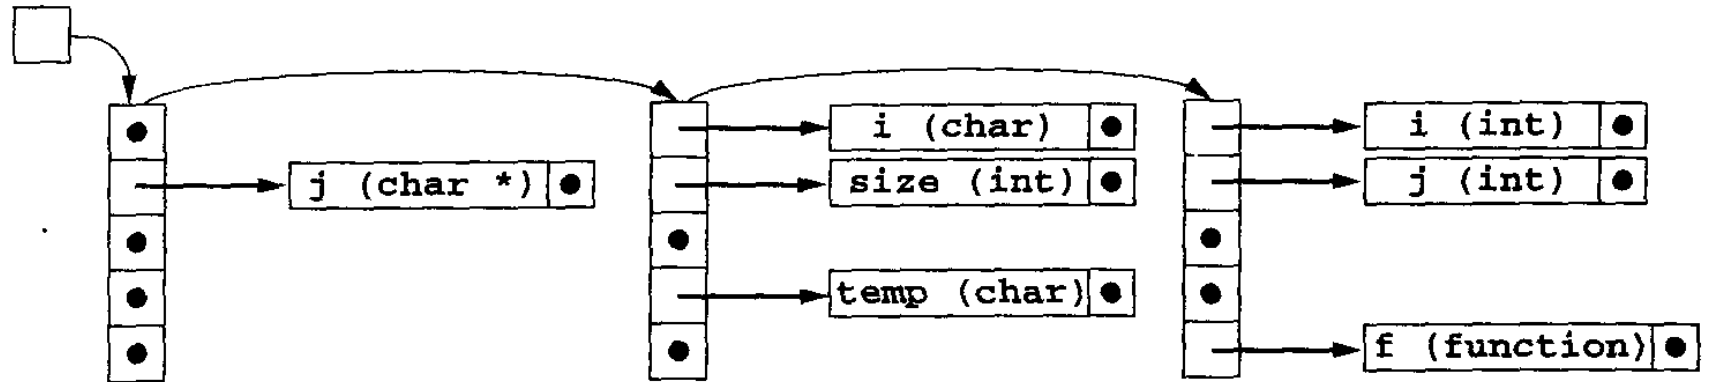 i (char)
i (int)
j (char *)
size (int)
j (int)
temp (char)
f (function)